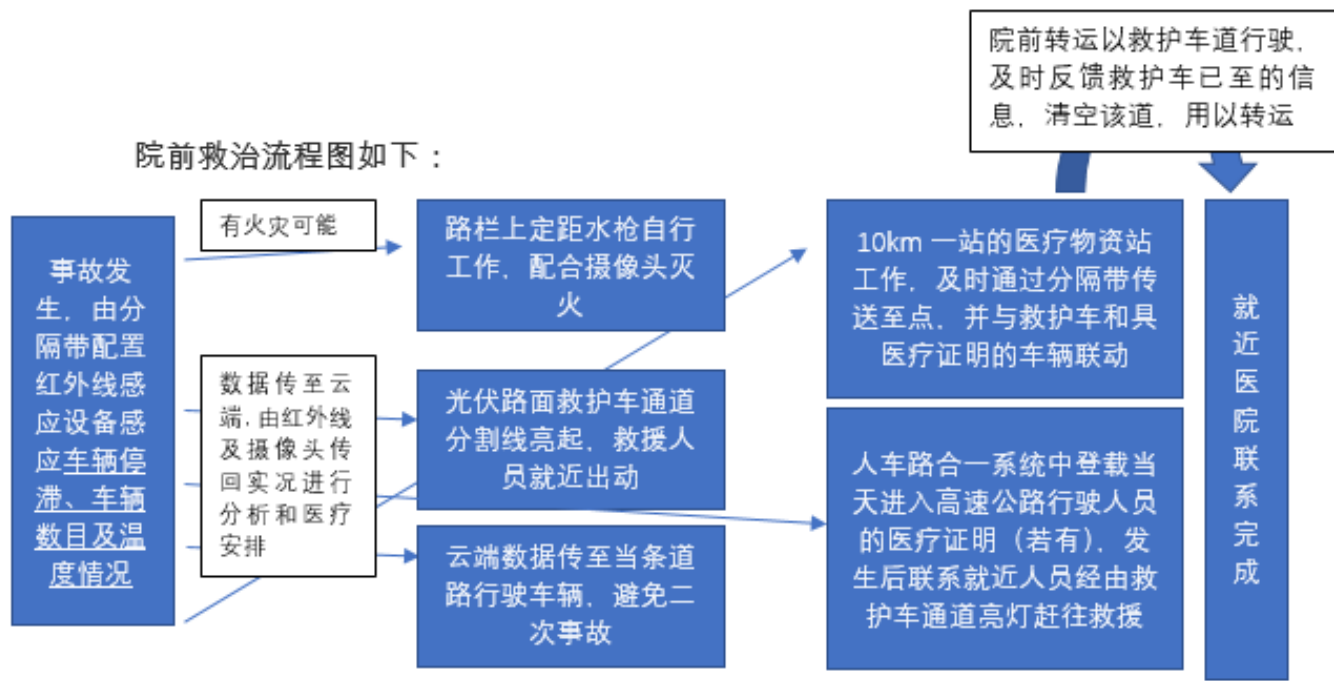 院前转运以救护车道行驶，
及时反馈救护车已至的信
息，清空该道，用以转运
院前救治流程图如下：
事故发
生，由分
隔带配置
红外线感
应设备感
应车辆停
滞、车辆
数目及温
度情况
有火灾可能
数据传至云
端，由红外线
及摄像头传
回实况进行
分析和医疗
安排
路栏上定距水枪自行
工作，配合摄像头灭
火
光伏路面救护车通道
分割线亮起，救援人
员就近出动
云端数据传至当条道
路行驶车辆，避免二
次事故
10km 一站的医疗物资站
工作，及时通过分隔带传
送至点，并与救护车和具
医疗证明的车辆联动
人车路合一系统中登载当
天进入高速公路行驶人员
的医疗证明（若有），发
生后联系就近人员经由救
护车通道亮灯赶往救援
就
近
医
院
联
系
完
成